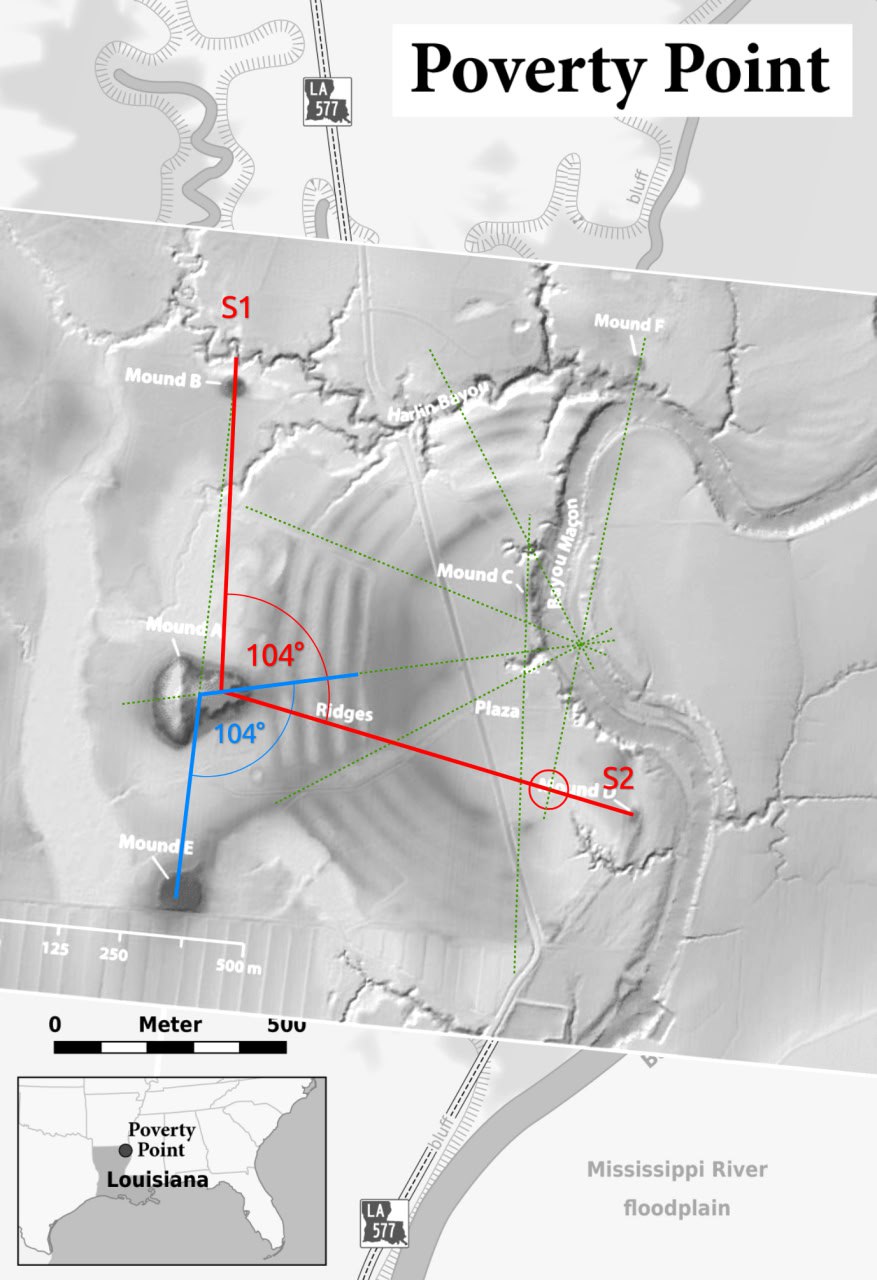 Poverty Point
LA
577
bluff
S1
Mound F
Mound B
Harlin Bayou
Bayou Maçon
Mound C
Mound A
104°
Ridges
104°
Plaza
S2
Mound D
Mound E
125
250
500 m
0
Meter
500
Poverty
Point
Louisiana
bluff
Mississippi River
floodplain
LA
577